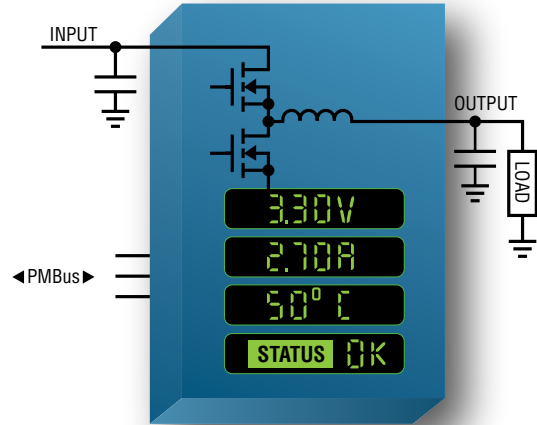 INPUT
OUTPUT
LOAD
3.30V
2.70A
PMBus
50° C
STATUS OK